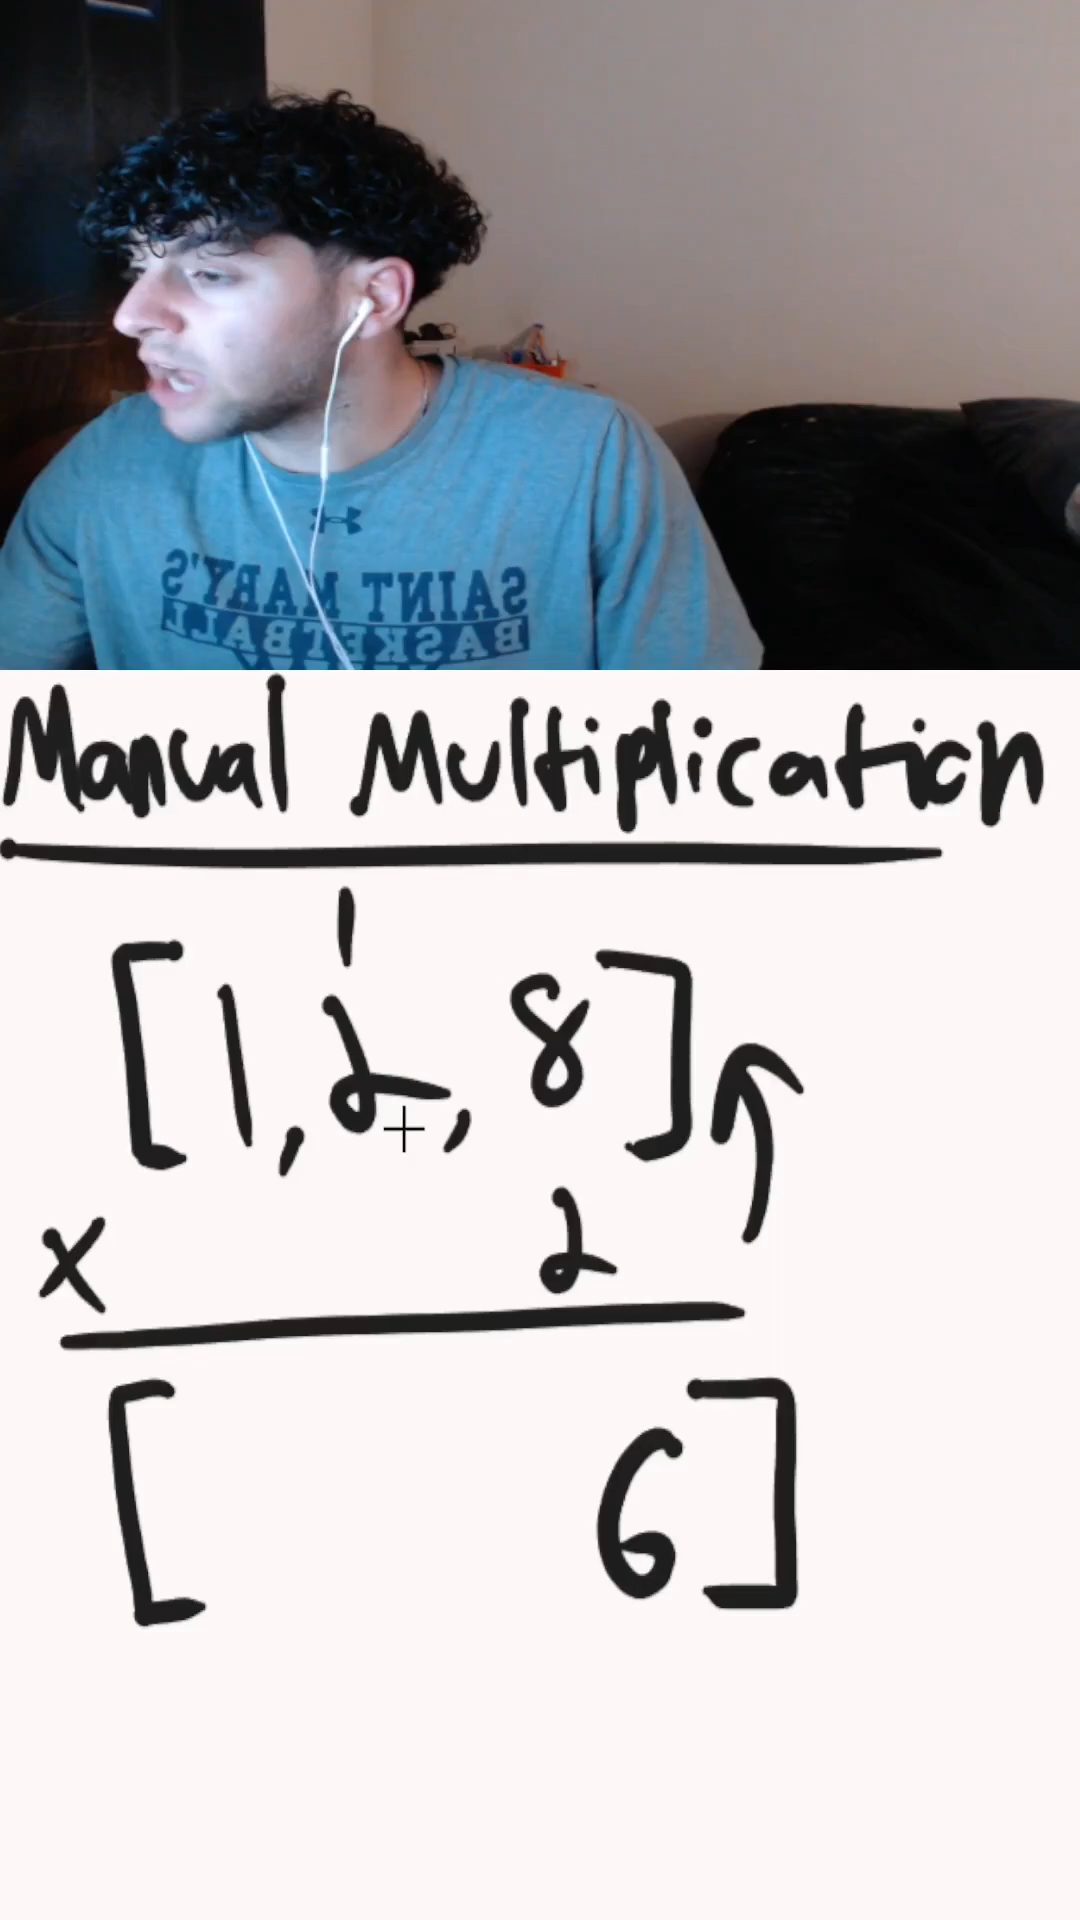 SAINT MARY'S
BASKETBALL
Manual Multiplication
1
[1, 2, 8]
x 2
[ 6]